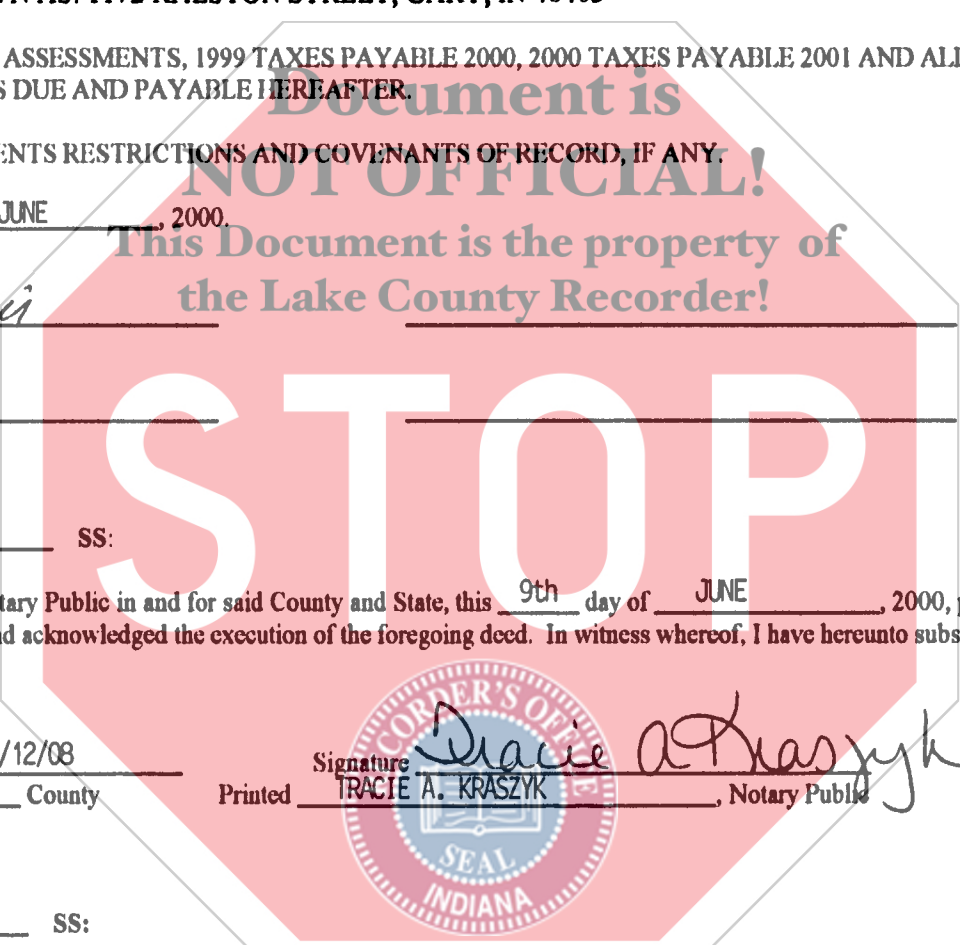 ASSESSMENTS, 1999 TAXES PAYABLE 2000, 2000 TAXES PAYABLE 2001 AND
DUE AND PAYABLE HEREAFTER.
Document is
RESTRICTIONS AND COVENANTS OF RECORD, IF ANY.
NOT OFFICIAL!
JUNE, 2000.
This Document is the property of
the Lake County Recorder!
STOP
SS:
Public in and for said County and State, this 9th day of JUNE, 2000,
acknowledged the execution of the foregoing deed. In witness whereof, I have hereunto subs
/12/08
Signature Tracie A Kraszyk
County Printed TRACIE A. KRASZYK, Notary Public
RECORDER'S OFFICE
SEAL
INDIANA
SS: